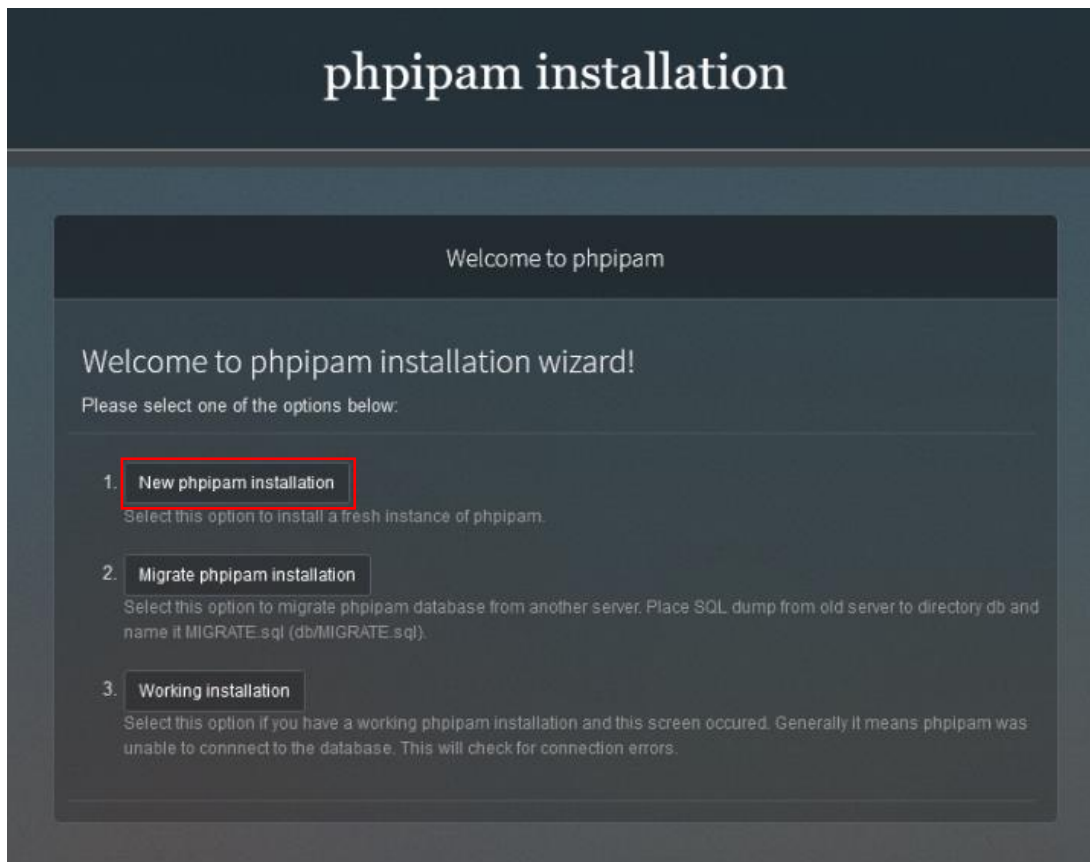 phpipam installation
Welcome to phpipam
Welcome to phpipam installation wizard!
Please select one of the options below:
1. New phpipam installation
Select this option to install a fresh instance of phpipam.
2. Migrate phpipam installation
Select this option to migrate phpipam database from another server. Place SQL dump from old server to directory db and
name it MIGRATE.sql (db/MIGRATE.sql).
3. Working installation
Select this option if you have a working phpipam installation and this screen occured. Generally it means phpipam was
unable to connnect to the database. This will check for connection errors.